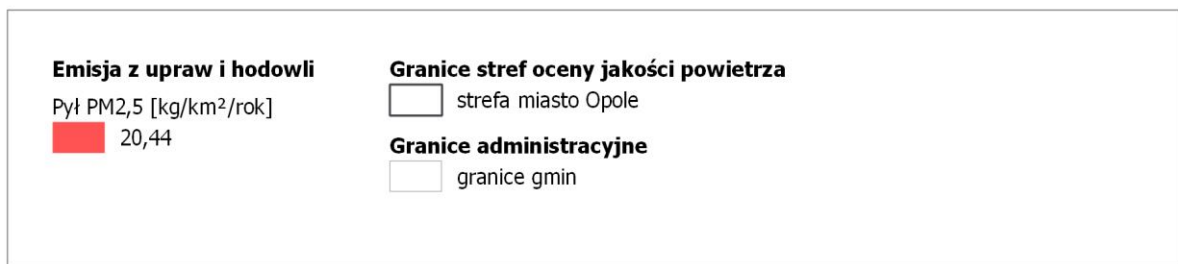 Emisja z upraw i hodowli
Pył PM2,5 [kg/km²/rok]
20,44
Granice stref oceny jakości powietrza
strefa miasto Opole
Granice administracyjne
granice gmin